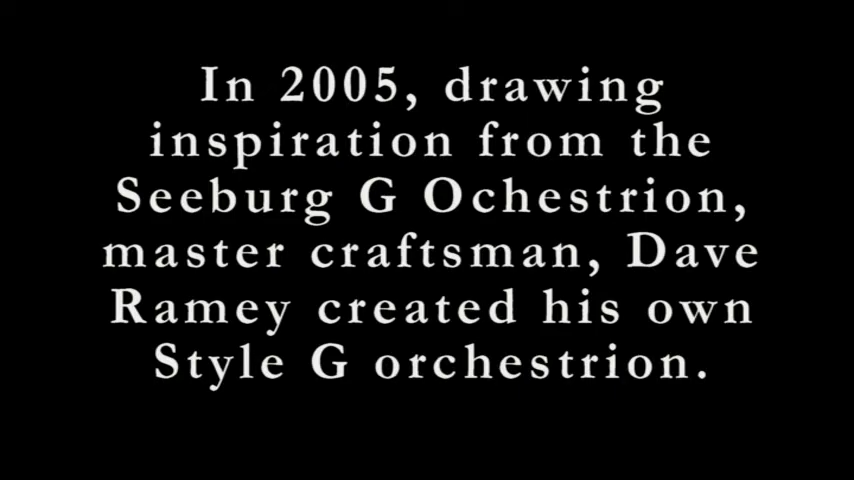 In 2005, drawing
inspiration from the
Seeburg G Ochestrion,
master craftsman, Dave
Ramey created his own
Style G orchestrion.